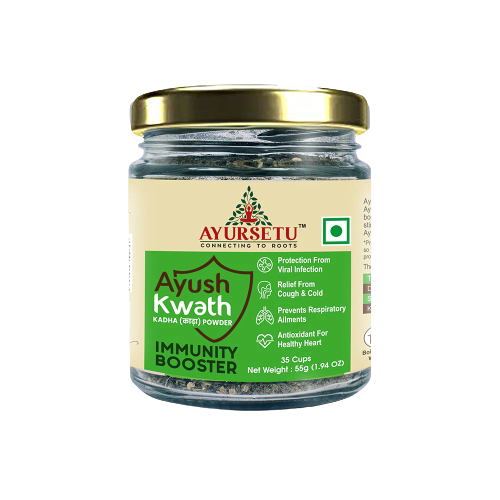 AYURSETU™
CONNECTING TO ROOTS
Ayush
Kwath
KADHA (काढ़ा) POWDER
IMMUNITY
BOOSTER
Protection From
Viral Infection
Relief From
Cough & Cold
Prevents Respiratory
Ailments
Antioxidant For
Healthy Heart
35 Cups
Net Weight : 55g (1.94 OZ)